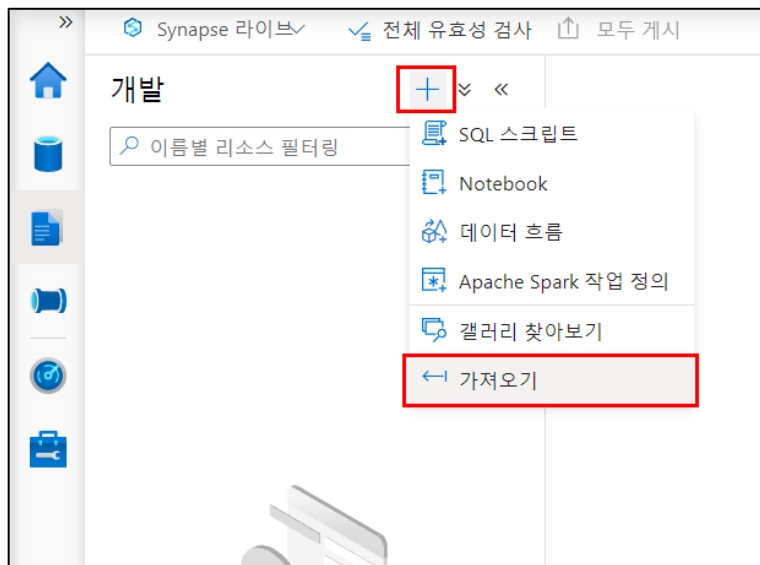 Synapse 라이브
전체 유효성 검사
모두 게시
개발
이름별 리소스 필터링
SQL 스크립트
Notebook
데이터 흐름
Apache Spark 작업 정의
갤러리 찾아보기
가져오기